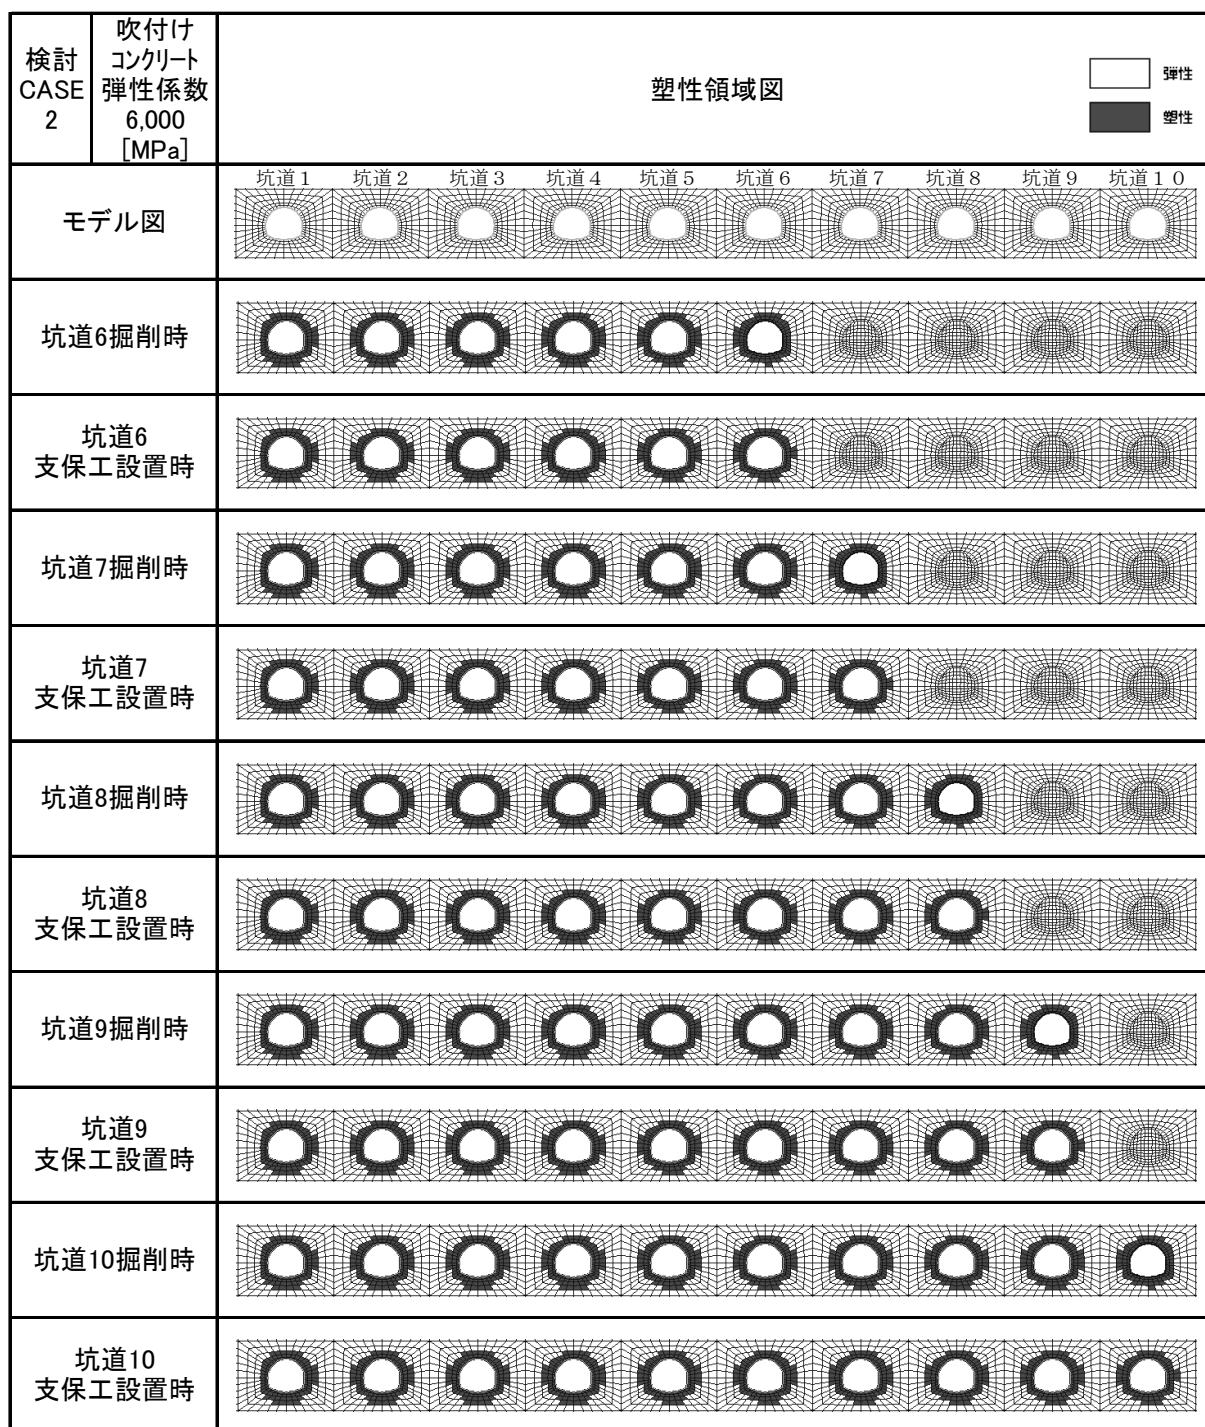 検討
CASE
2
吹付け
コンクリート
弾性係数
6,000
[MPa]
塑性領域図
弾性
塑性
モデル図
坑道1 坑道2 坑道3 坑道4 坑道5 坑道6 坑道7 坑道8 坑道9 坑道10
坑道6掘削時
坑道6
支保工設置時
坑道7掘削時
坑道7
支保工設置時
坑道8掘削時
坑道8
支保工設置時
坑道9掘削時
坑道9
支保工設置時
坑道10掘削時
坑道10
支保工設置時